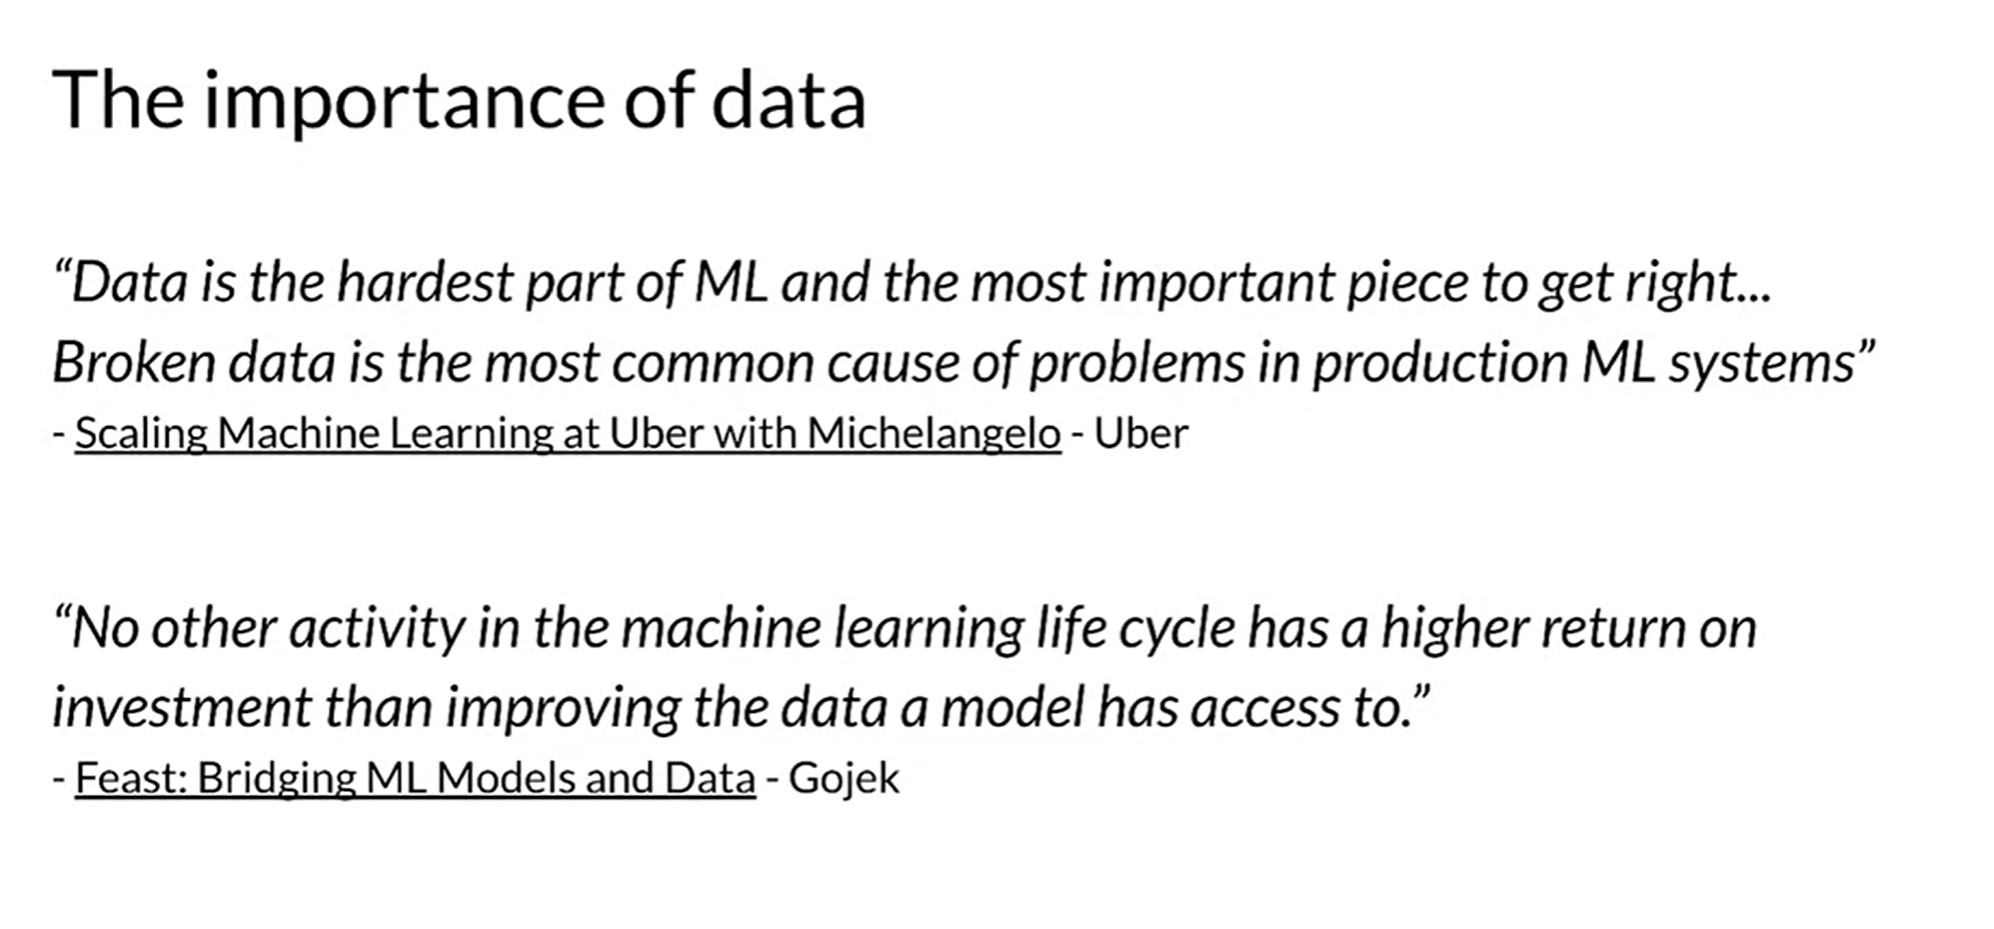 The importance of data
“Data is the hardest part of ML and the most important piece to get right...
Broken data is the most common cause of problems in production ML systems”
- Scaling Machine Learning at Uber with Michelangelo - Uber
“No other activity in the machine learning life cycle has a higher return on
investment than improving the data a model has access to.”
- Feast: Bridging ML Models and Data - Gojek